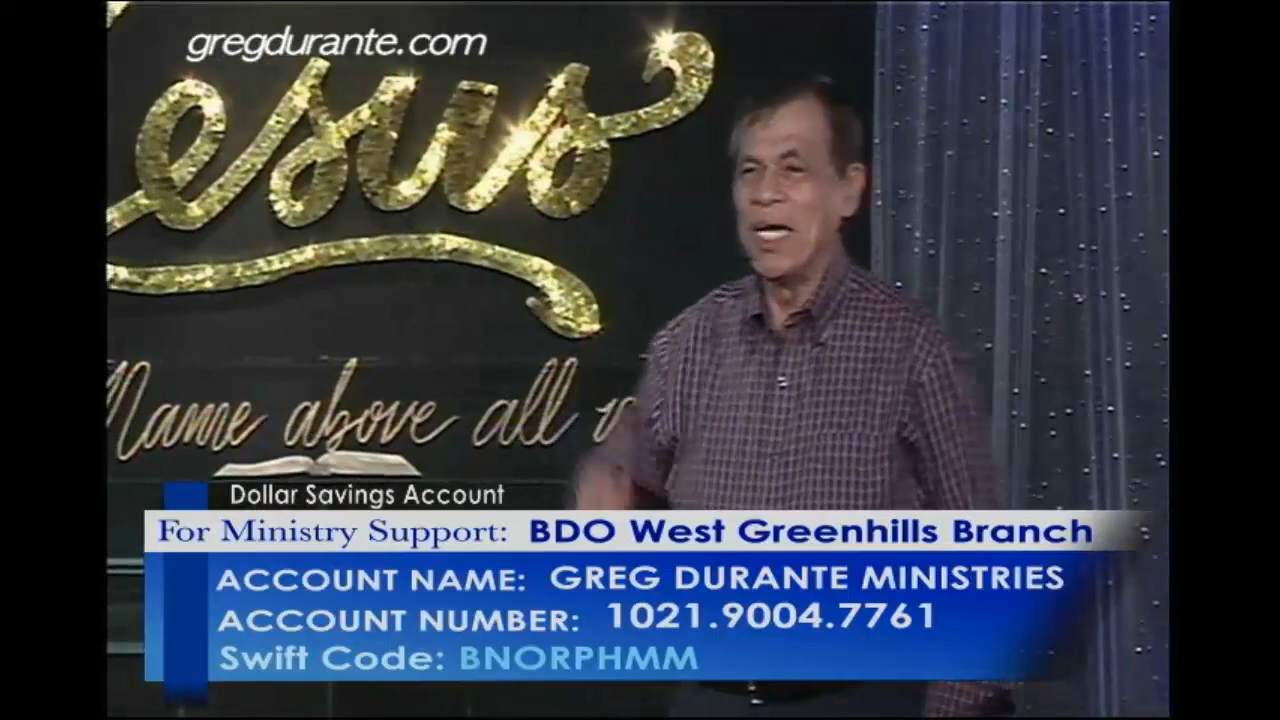 gregdurante.com
esus
Name above all
Dollar Savings Account
For Ministry Support: BDO West Greenhills Branch
ACCOUNT NAME: GREG DURANTE MINISTRIES
ACCOUNT NUMBER: 1021.9004.7761
Swift Code: BNORPHMM